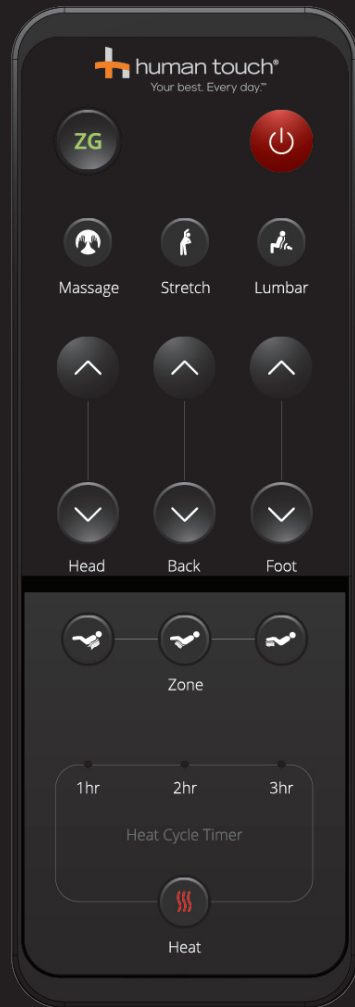 human touch®
Your best. Every day.™
ZG
Massage Stretch Lumbar
Head Back Foot
Zone
1hr 2hr 3hr
Heat Cycle Timer
Heat